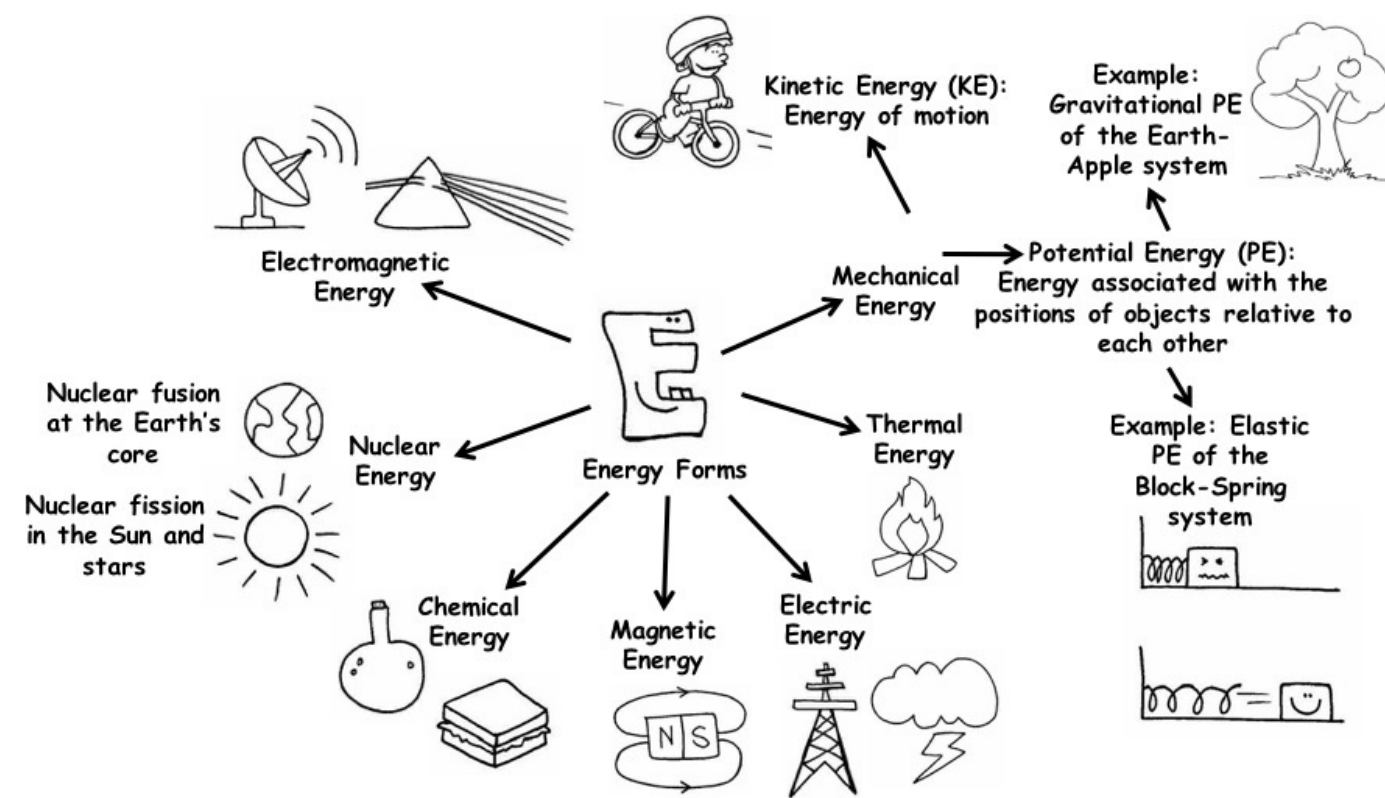 Kinetic Energy (KE):
Energy of motion
Example:
Gravitational PE
of the Earth-
Apple system
Electromagnetic
Energy
Mechanical
Energy
Potential Energy (PE):
Energy associated with the
positions of objects relative to
each other
Nuclear fusion
at the Earth's
core
Nuclear
Energy
Nuclear fission
in the Sun and
stars
Energy Forms
Thermal
Energy
Example: Elastic
PE of the
Block-Spring
system
Chemical
Energy
Magnetic
Energy
N S
Electric
Energy